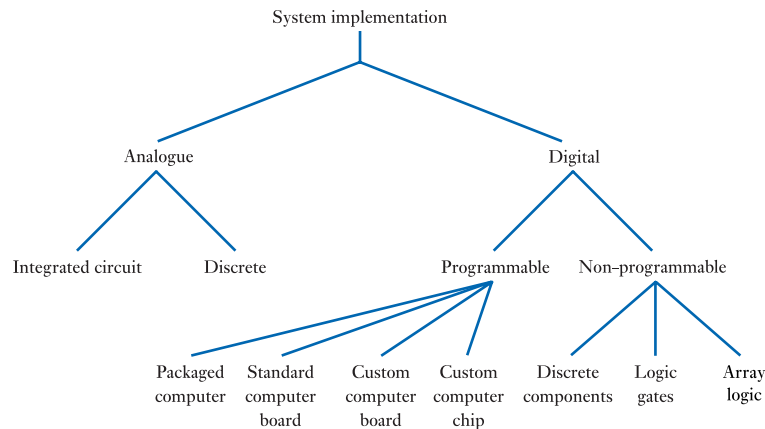 System implementation
Analogue
Digital
Integrated circuit
Discrete
Programmable
Non–programmable
Packaged
computer
Standard
computer
board
Custom
computer
board
Custom
computer
chip
Discrete
components
Logic
gates
Array
logic